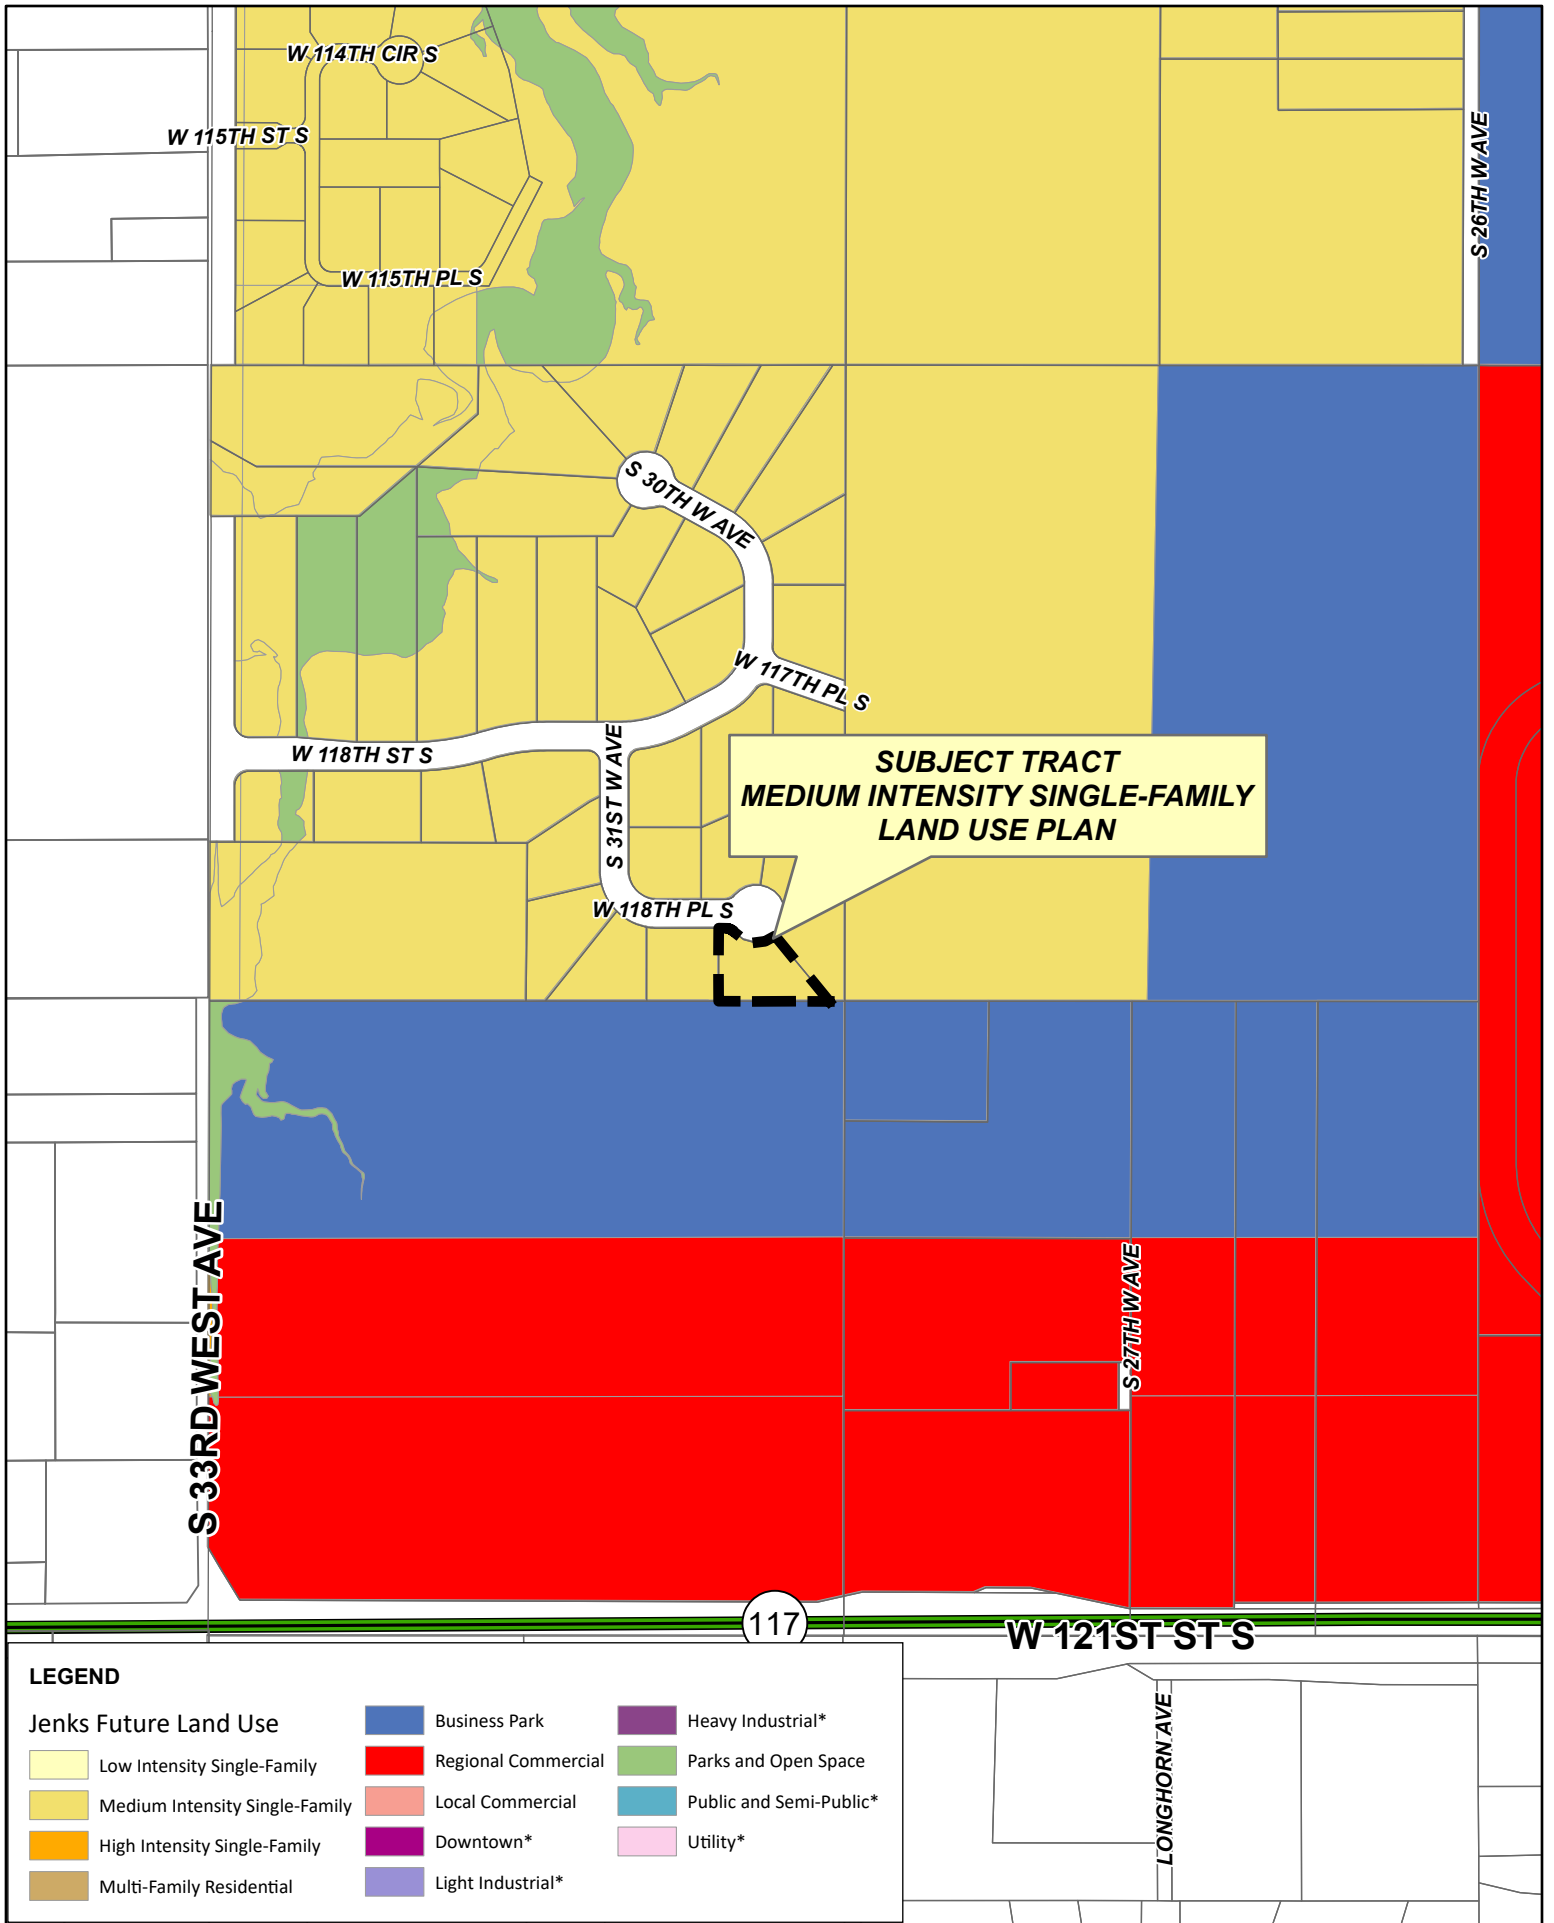 W 114TH CIR S
W 115TH ST S
S 26TH W AVE
W 115TH PL S
S 30TH W AVE
W 117TH PL S
W 118TH ST S
S 31ST W AVE
SUBJECT TRACT
MEDIUM INTENSITY SINGLE-FAMILY
LAND USE PLAN
W 118TH PL S
S 33RD WEST AVE
S 27TH W AVE
117
W 121ST ST S
LONGHORN AVE
LEGEND
Jenks Future Land Use
Low Intensity Single-Family
Medium Intensity Single-Family
High Intensity Single-Family
Multi-Family Residential
Business Park
Regional Commercial
Local Commercial
Downtown*
Light Industrial*
Heavy Industrial*
Parks and Open Space
Public and Semi-Public*
Utility*